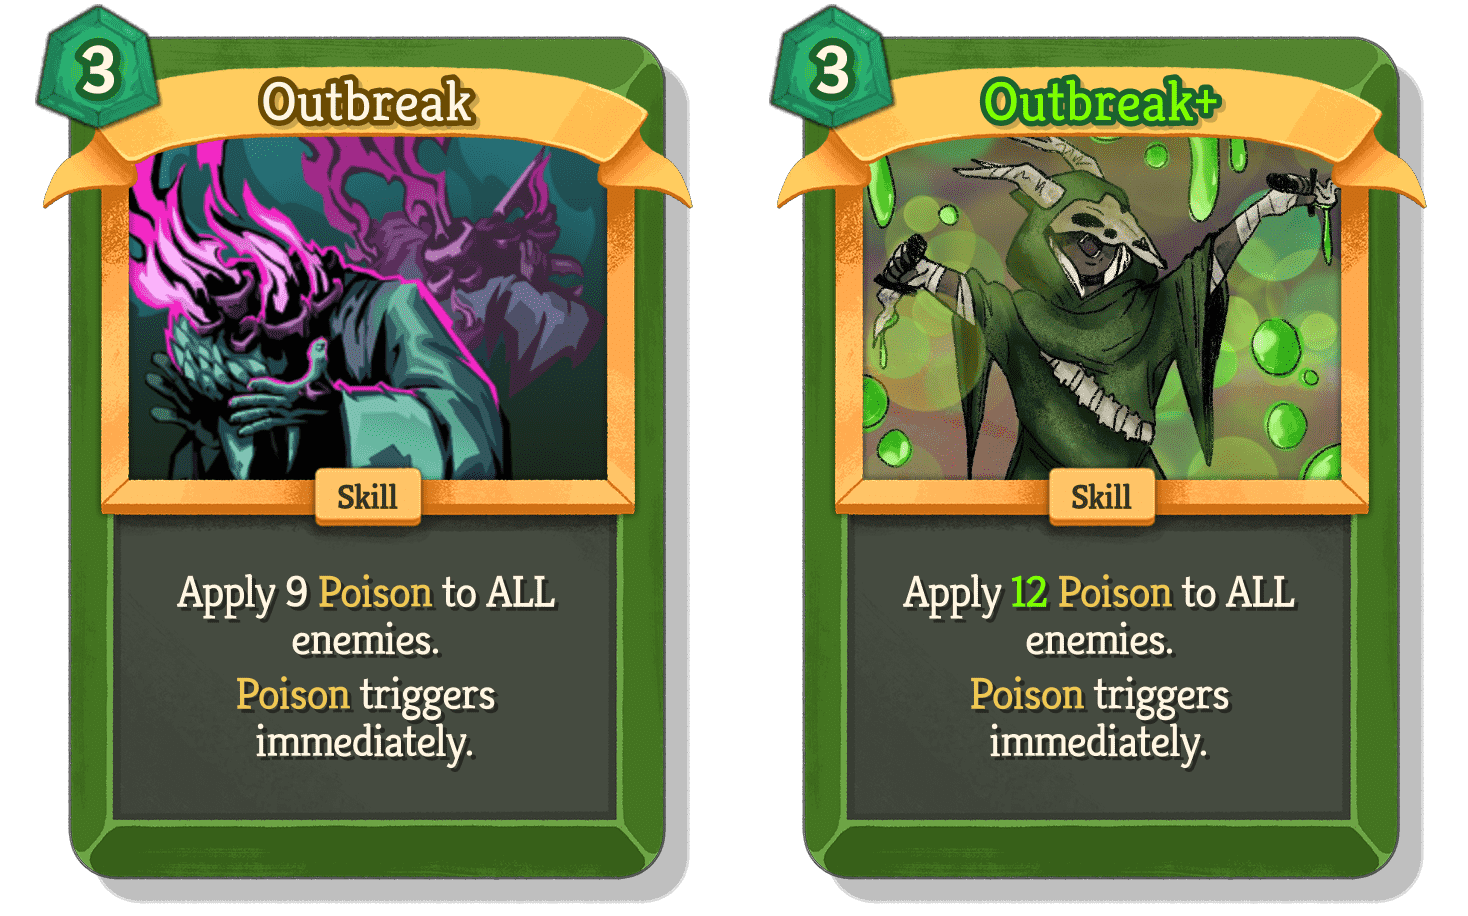 3
Outbreak
Skill
Apply 9 Poison to ALL
enemies.
Poison triggers
immediately.
3
Outbreak+
Skill
Apply 12 Poison to ALL
enemies.
Poison triggers
immediately.